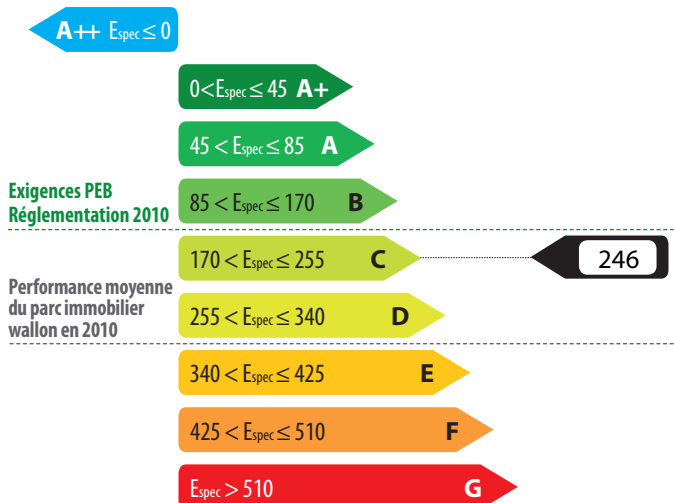 A++ Espec ≤ 0
0 < Espec ≤ 45 A+
45 < Espec ≤ 85 A
Exigences PEB
Réglementation 2010
85 < Espec ≤ 170 B
170 < Espec ≤ 255 C
246
Performance moyenne
du parc immobilier
wallon en 2010
255 < Espec ≤ 340 D
340 < Espec ≤ 425 E
425 < Espec ≤ 510 F
Espec > 510 G